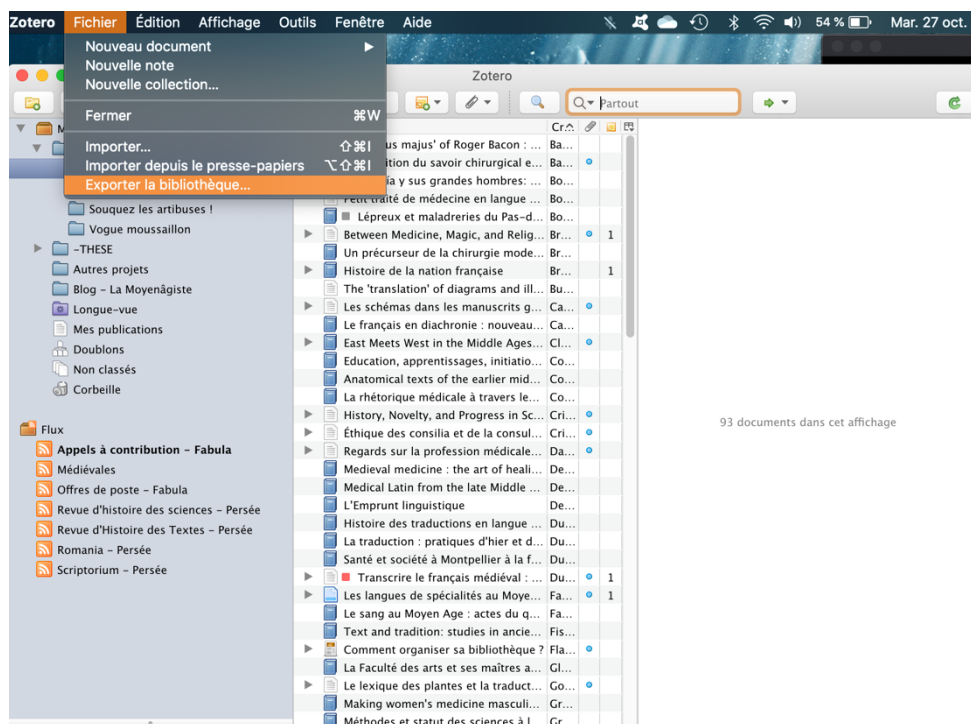 Zotero Fichier Édition Affichage Outils Fenêtre Aide 54 % Mar. 27 oct.
Nouveau document
Nouvelle note
Nouvelle collection...
Fermer ⌘W
Importer... ⇧⌘I
Importer depuis le presse-papiers ⌥⇧⌘I
Exporter la bibliothèque...
Zotero
Partout
M
Souquez les artibuses !
Vogue moussaillon
-THESE
Autres projets
Blog - La Moyenâgiste
Longue-vue
Mes publications
Doublons
Non classés
Corbeille
Flux
Appels à contribution - Fabula
Médiévales
Offres de poste - Fabula
Revue d'histoire des sciences - Persée
Revue d'Histoire des Textes - Persée
Romania - Persée
Scriptorium - Persée
Cr...
us majus' of Roger Bacon : ... Ba...
ition du savoir chirurgical e... Ba...
ía y sus grandes hombres: ... Bo...
Petit traité de médecine en langue ... Bo...
Lépreux et maladreries du Pas-d... Bo...
Between Medicine, Magic, and Relig... Br... 1
Un précurseur de la chirurgie mode... Br...
Histoire de la nation française Br... 1
The 'translation' of diagrams and ill... Bu...
Les schémas dans les manuscrits g... Ca...
Le français en diachronie : nouveau... Ca...
East Meets West in the Middle Ages... Cl...
Education, apprentissages, initiatio... Co...
Anatomical texts of the earlier mid... Co...
La rhétorique médicale à travers le... Co...
History, Novelty, and Progress in Sc... Cri...
Éthique des consilia et de la consul... Cri...
Regards sur la profession médicale... Da...
Medieval medicine : the art of heali... De...
Medical Latin from the late Middle ... De...
L'Emprunt linguistique De...
Histoire des traductions en langue ... Du...
La traduction : pratiques d'hier et d... Du...
Santé et société à Montpellier à la f... Du...
Transcrire le français médiéval : ... Du... 1
Les langues de spécialités au Moye... Fa... 1
Le sang au Moyen Age : actes du q... Fa...
Text and tradition: studies in ancie... Fis...
Comment organiser sa bibliothèque ? Fla...
La Faculté des arts et ses maîtres a... Gl...
Le lexique des plantes et la traduct... Go...
Making women's medicine masculi... Gr...
Méthodes et statut des sciences à l... Gr...
93 documents dans cet affichage